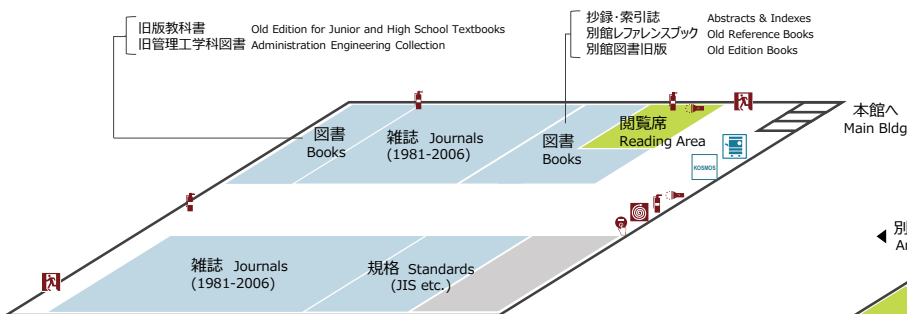 旧版教科書 Old Edition for Junior and High School Textbooks
旧管理工学科図書 Administration Engineering Collection
抄録・索引誌 Abstracts & Indexes
別館レファレンスブック Old Reference Books
別館図書旧版 Old Edition Books
本館へ
Main Bldg
図書
Books
雑誌 Journals
(1981-2006)
図書
Books
閲覧席
Reading Area
KOSMOS
雑誌 Journals
(1981-2006)
規格 Standards
(JIS etc.)